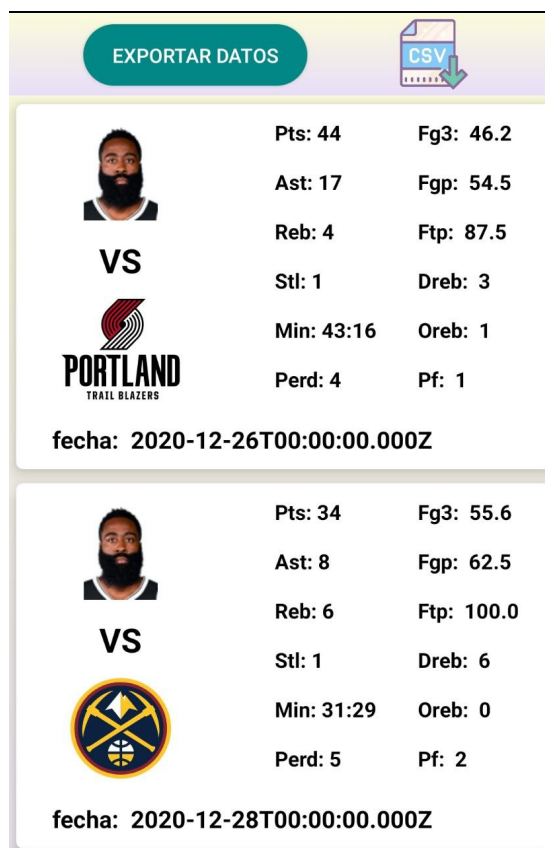 EXPORTAR DATOS
CSV
Pts: 44 Fg3: 46.2
Ast: 17 Fgp: 54.5
Reb: 4 Ftp: 87.5
VS
Stl: 1 Dreb: 3
Min: 43:16 Oreb: 1
PORTLAND
TRAIL BLAZERS
Perd: 4 Pf: 1
fecha: 2020-12-26T00:00:00.000Z
Pts: 34 Fg3: 55.6
Ast: 8 Fgp: 62.5
Reb: 6 Ftp: 100.0
VS
Stl: 1 Dreb: 6
Min: 31:29 Oreb: 0
Perd: 5 Pf: 2
fecha: 2020-12-28T00:00:00.000Z